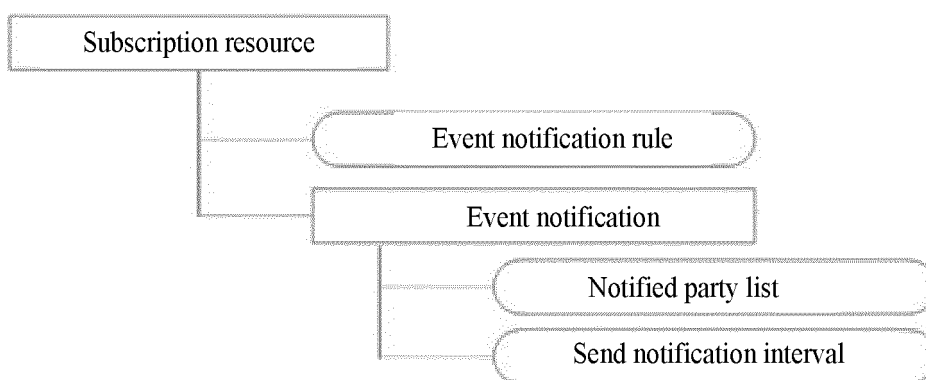 Subscription resource
Event notification rule
Event notification
Notified party list
Send notification interval